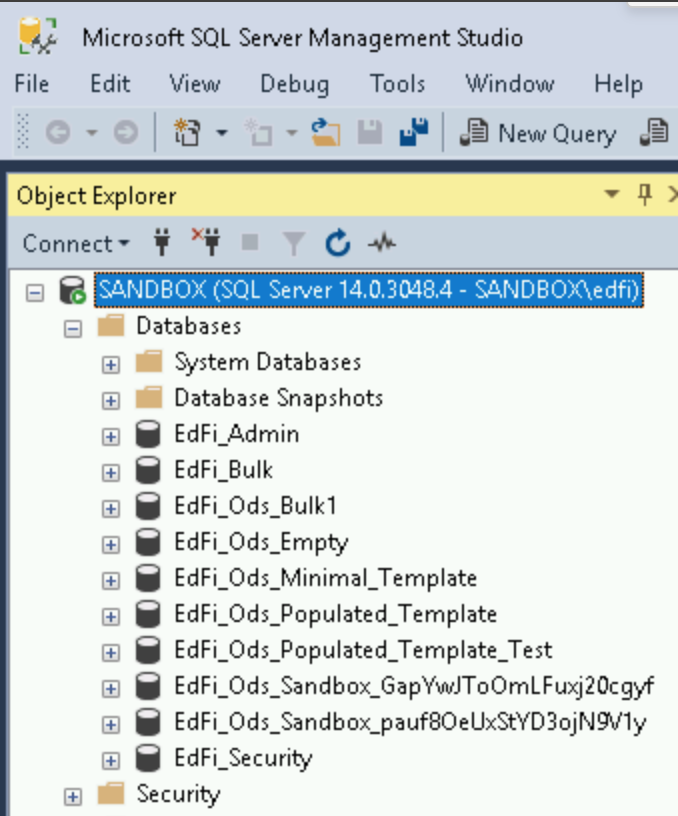 Microsoft SQL Server Management Studio
File Edit View Debug Tools Window Help
New Query
Object Explorer
Connect
SANDBOX (SQL Server 14.0.3048.4 - SANDBOX\edfi)
Databases
System Databases
Database Snapshots
EdFi_Admin
EdFi_Bulk
EdFi_Ods_Bulk1
EdFi_Ods_Empty
EdFi_Ods_Minimal_Template
EdFi_Ods_Populated_Template
EdFi_Ods_Populated_Template_Test
EdFi_Ods_Sandbox_GapYwJToOmLFuxj20cgyf
EdFi_Ods_Sandbox_pauf8OeUxStYD3ojN9V1y
EdFi_Security
Security